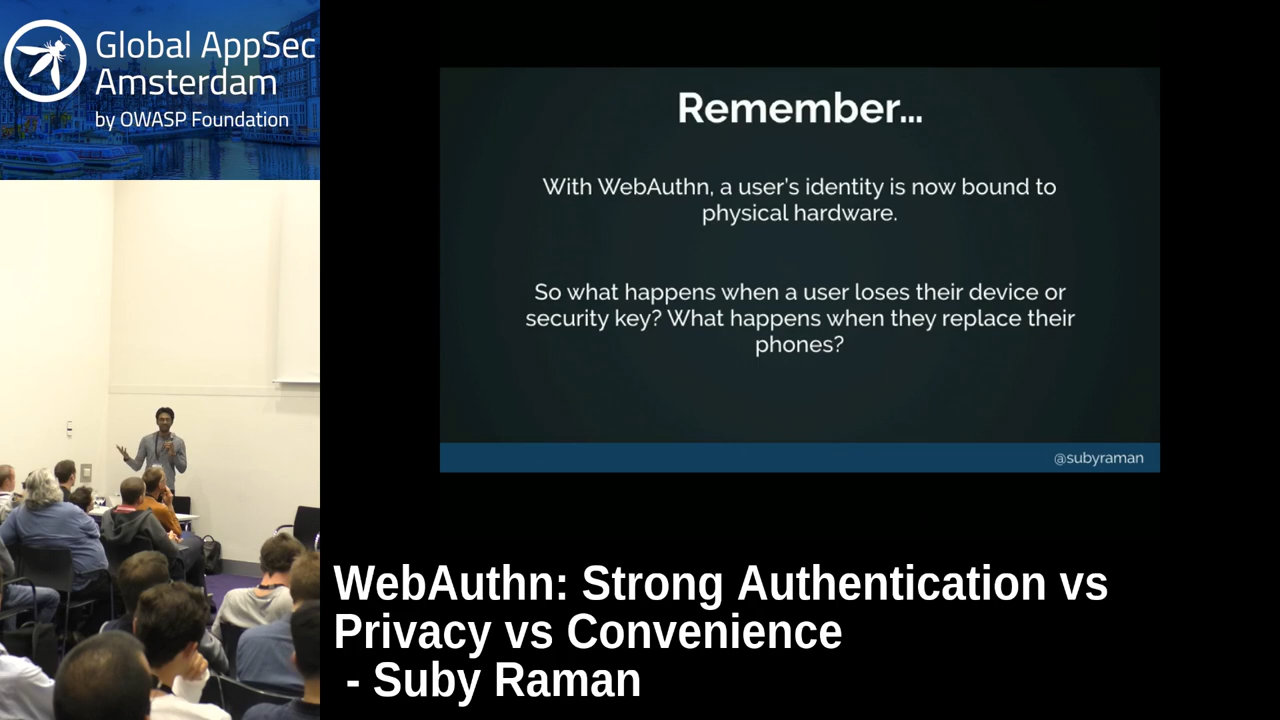 Global AppSec
Amsterdam
by OWASP Foundation
Remember...
With WebAuthn, a user's identity is now bound to
physical hardware.
So what happens when a user loses their device or
security key? What happens when they replace their
phones?
@subyraman
WebAuthn: Strong Authentication vs
Privacy vs Convenience
- Suby Raman